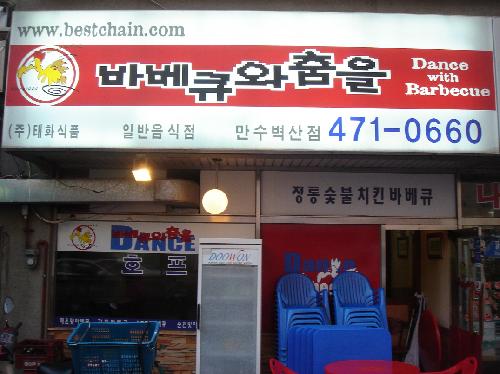 www.bestchain.com
바베큐와춤을
Dance
with
Barbecue
(주)태화식품 일반음식점 만수벽산점 471-0660
정통숯불치킨바베큐
바베큐와춤을
DANCE
호프
DOOWON
Dance